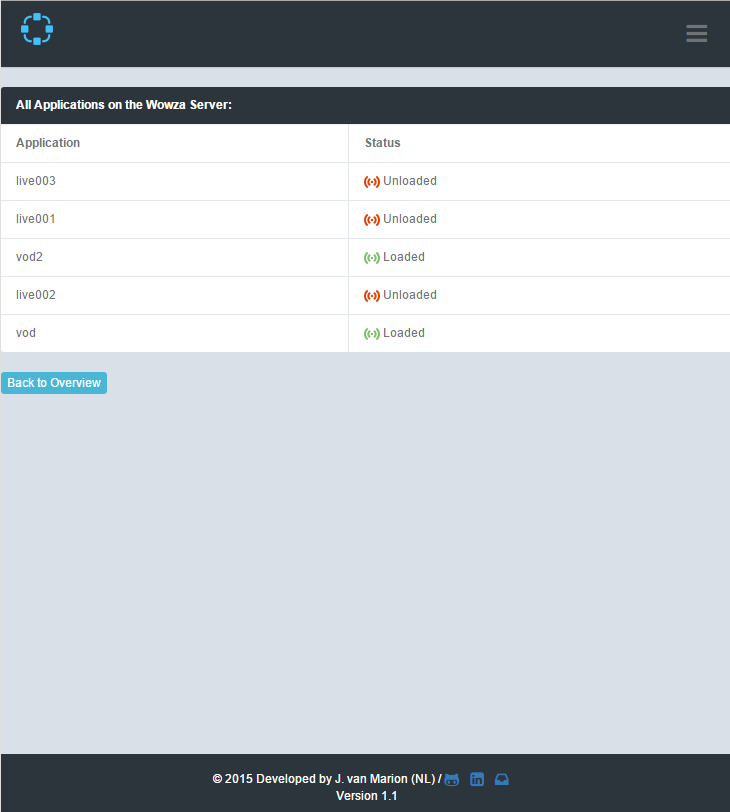 All Applications on the Wowza Server:
Application Status
live003 Unloaded
live001 Unloaded
vod2 Loaded
live002 Unloaded
vod Loaded
Back to Overview
© 2015 Developed by J. van Marion (NL) /
Version 1.1